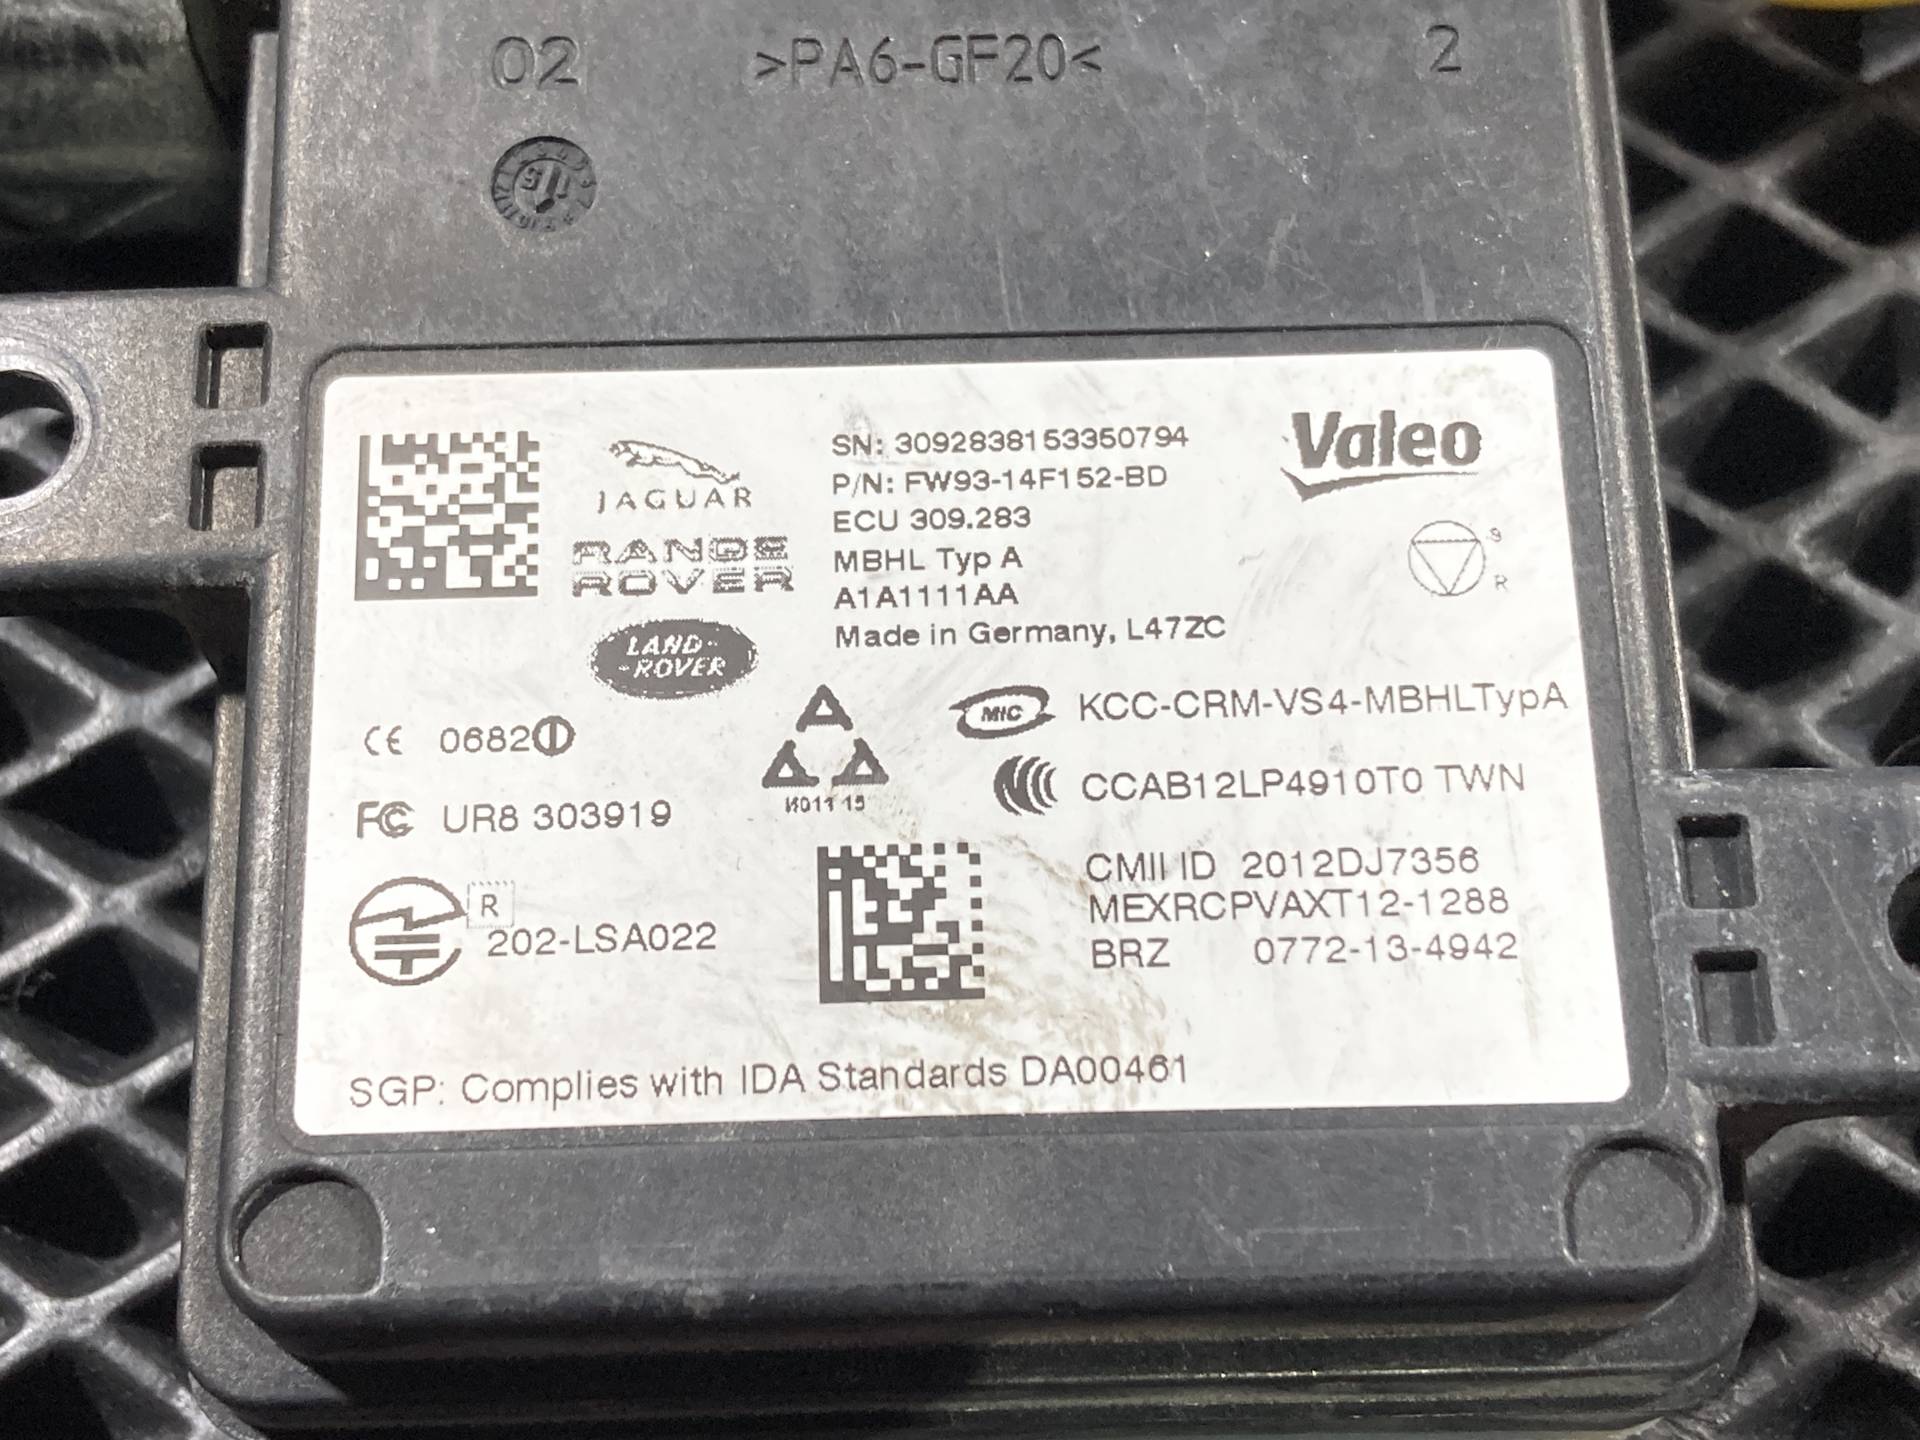 02 >PA6-GF20< 2
JAGUAR
RANGE
ROVER
LAND-
-ROVER
SN: 3092838153350794
P/N: FW93-14F152-BD
ECU 309.283
MBHL Typ A
A1A1111AA
Made in Germany, L47ZC
Valeo
S
R
CE 0682
FC UR8 303919
R
202-LSA022
MIC KCC-CRM-VS4-MBHLTypA
CCAB12LP4910T0 TWN
CMII ID 2012DJ7356
MEXRCPVAXT12-1288
BRZ 0772-13-4942
SGP: Complies with IDA Standards DA00461